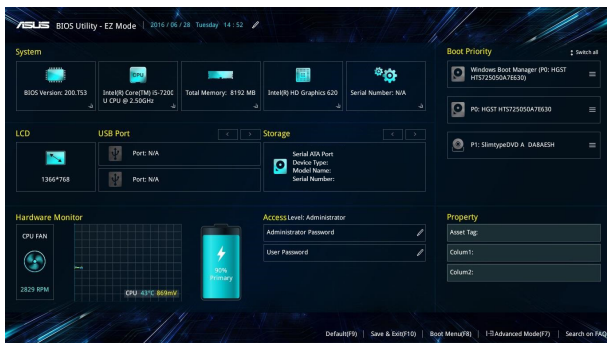 ASUS BIOS Utility - EZ Mode 2016 / 06 / 28 Tuesday 14 : 52
System
BIOS Version: 200.T53
CPU
Intel(R) Core(TM) i5-7200
U CPU @ 2.50GHz
Total Memory: 8192 MB
Intel(R) HD Graphics 620
Serial Number: N/A
Boot Priority
Switch all
Windows Boot Manager (P0: HGST
HTS725050A7E630)
P0: HGST HTS725050A7E630
P1: SlimtypeDVD A DA8AESH
LCD
1366*768
USB Port
Port: N/A
Port: N/A
Storage
Serial ATA Port
Device Type:
Model Name:
Serial Number:
Hardware Monitor
CPU FAN
2829 RPM
CPU 43°C 869mV
90%
Primary
Access Level: Administrator
Administrator Password
User Password
Property
Asset Tag:
Colum1:
Colum2:
Default(F9) | Save & Exit(F10) | Boot Menu(F8) | Advanced Mode(F7) | Search on FAQ